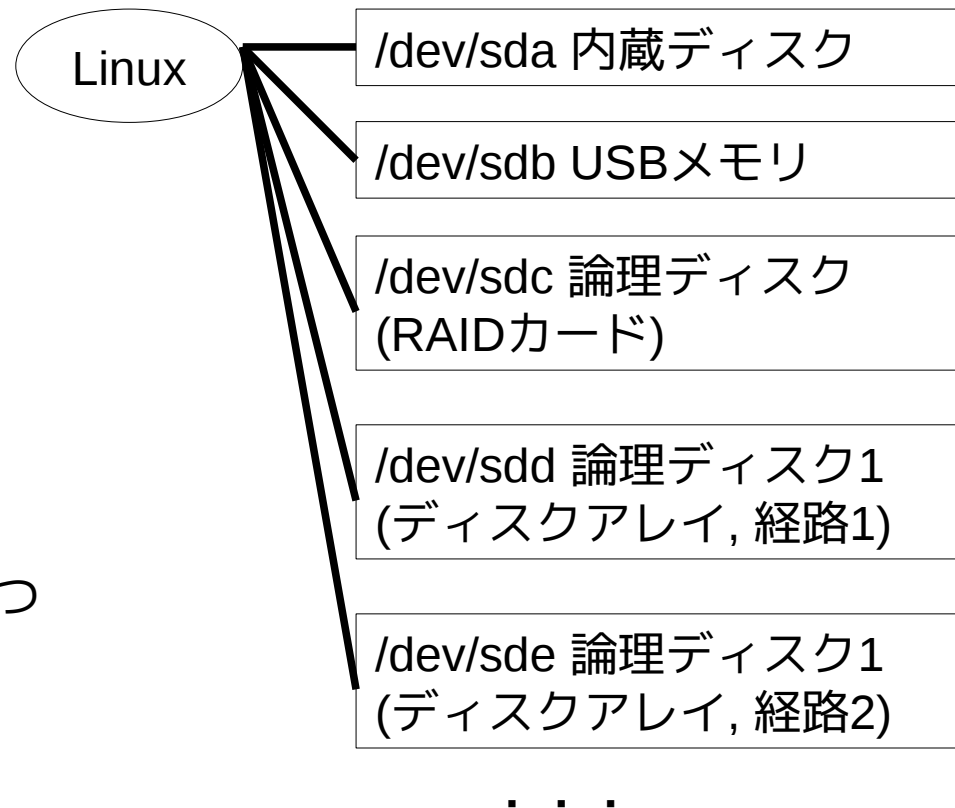 Linux
/dev/sda 内蔵ディスク
/dev/sdb USBメモリ
/dev/sdc 論理ディスク
(RAIDカード)
/dev/sdd 論理ディスク1
(ディスクアレイ, 経路1)
つ
/dev/sde 論理ディスク1
(ディスクアレイ, 経路2)
・・・